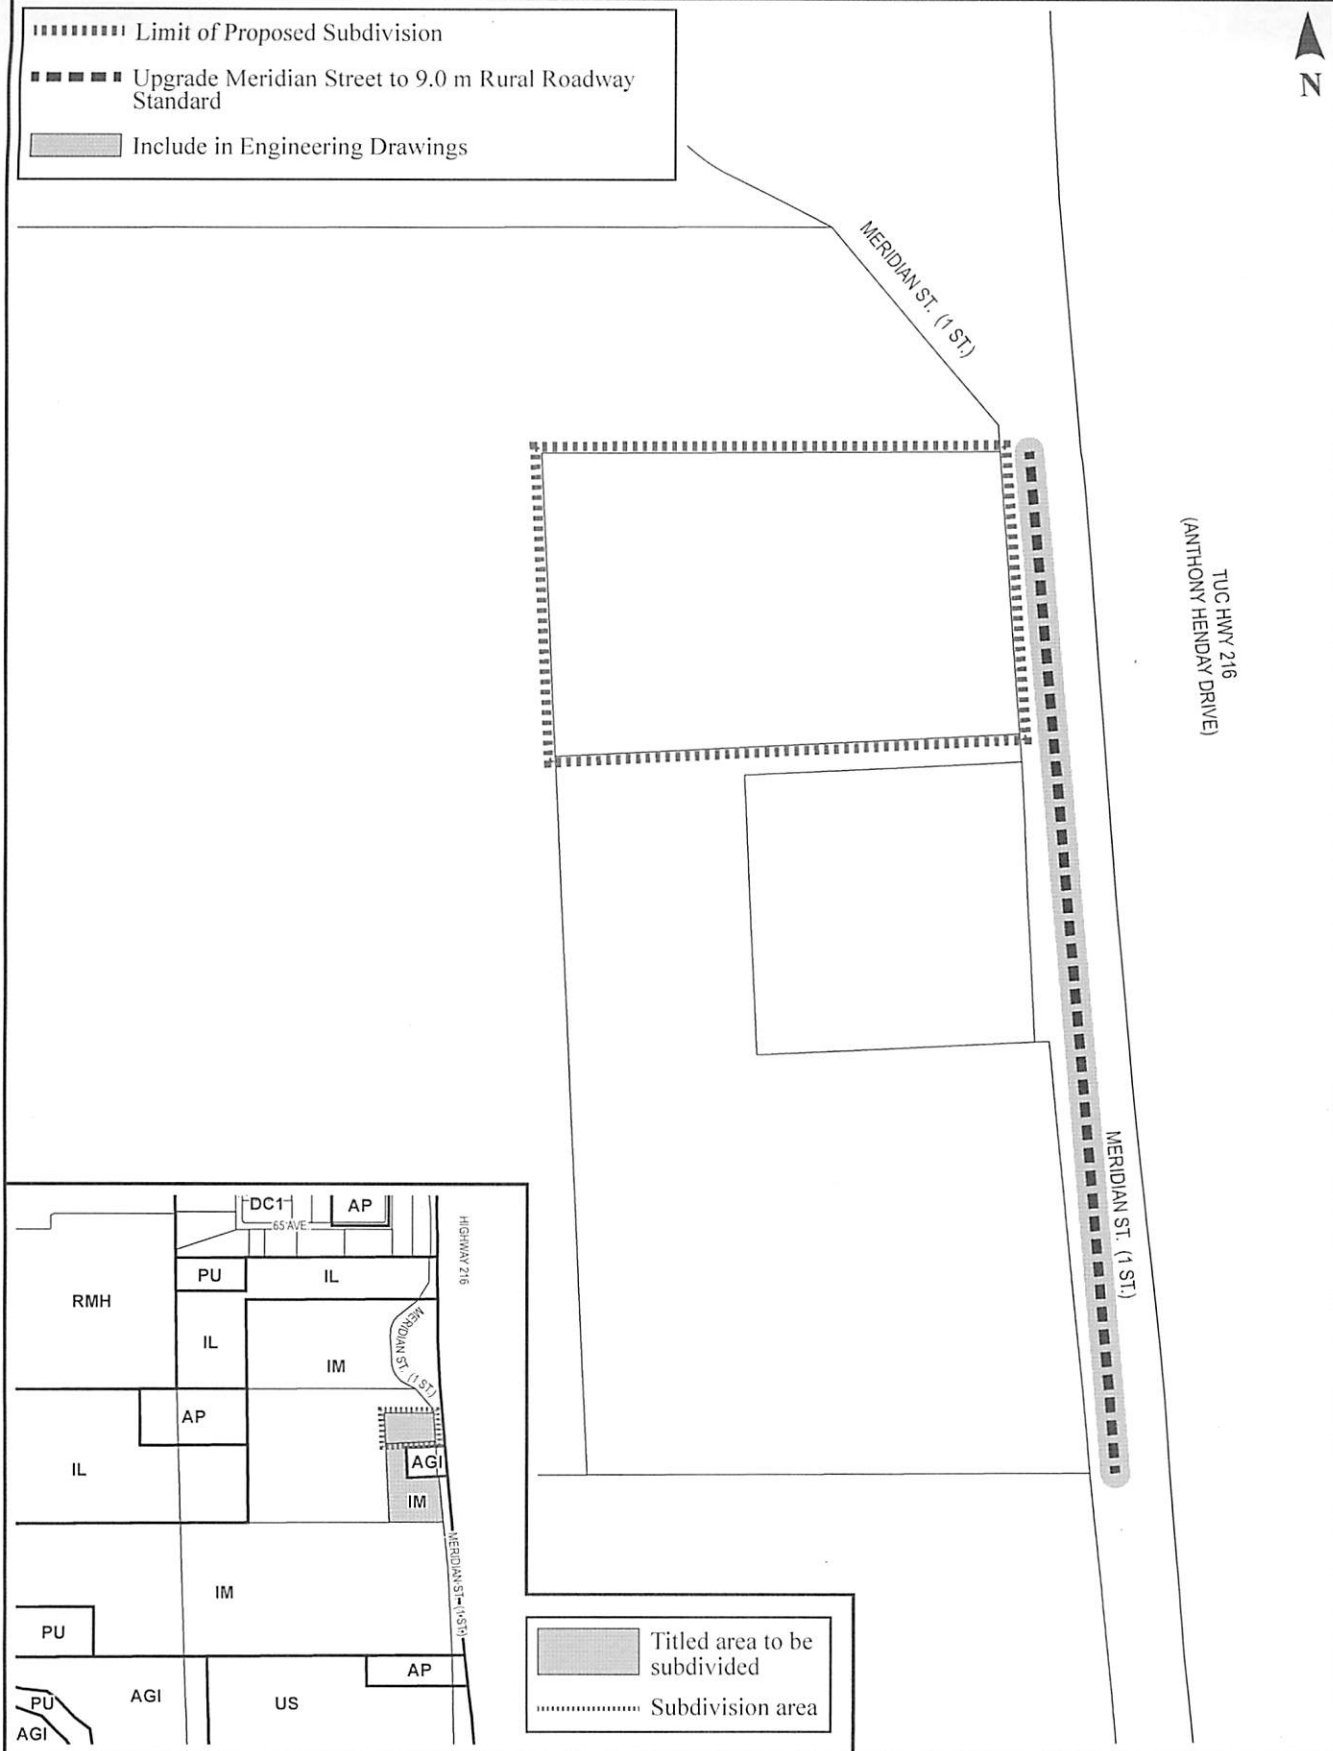 Limit of Proposed Subdivision
Upgrade Meridian Street to 9.0 m Rural Roadway
Standard
Include in Engineering Drawings
N
MERIDIAN ST. (1 ST.)
TUC HWY 216
(ANTHONY HENDAY DRIVE)
MERIDIAN ST. (1 ST.)
DC1
AP
65 AVE
HIGHWAY 216
PU
IL
RMH
IL
IM
MERIDIAN ST. (1 ST.)
AP
IL
AGI
IM
MERIDIAN ST. (1 ST.)
IM
PU
AP
AGI
US
PU
AGI
Titled area to be
subdivided
Subdivision area